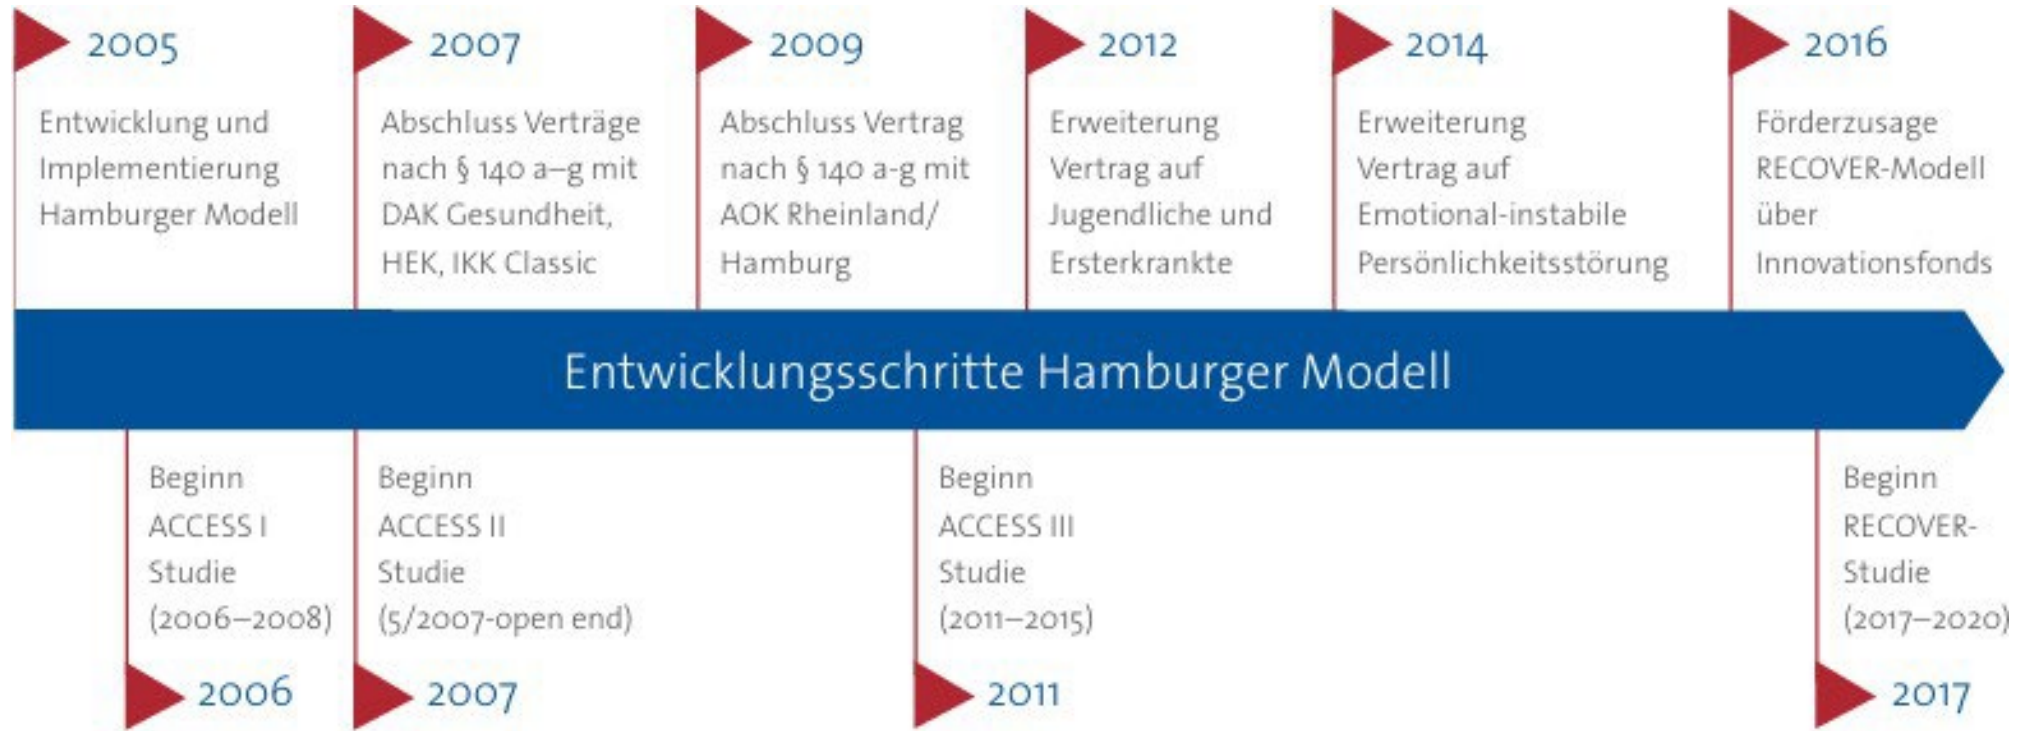 2005
Entwicklung und
Implementierung
Hamburger Modell
2007
Abschluss Verträge
nach § 140 a–g mit
DAK Gesundheit,
HEK, IKK Classic
2009
Abschluss Vertrag
nach § 140 a-g mit
AOK Rheinland/
Hamburg
2012
Erweiterung
Vertrag auf
Jugendliche und
Ersterkrankte
2014
Erweiterung
Vertrag auf
Emotional-instabile
Persönlichkeitsstörung
2016
Förderzusage
RECOVER-Modell
über
Innovationsfonds
Entwicklungsschritte Hamburger Modell
Beginn
ACCESS I
Studie
(2006–2008)
2006
Beginn
ACCESS II
Studie
(5/2007-open end)
2007
Beginn
ACCESS III
Studie
(2011–2015)
2011
Beginn
RECOVER-
Studie
(2017–2020)
2017